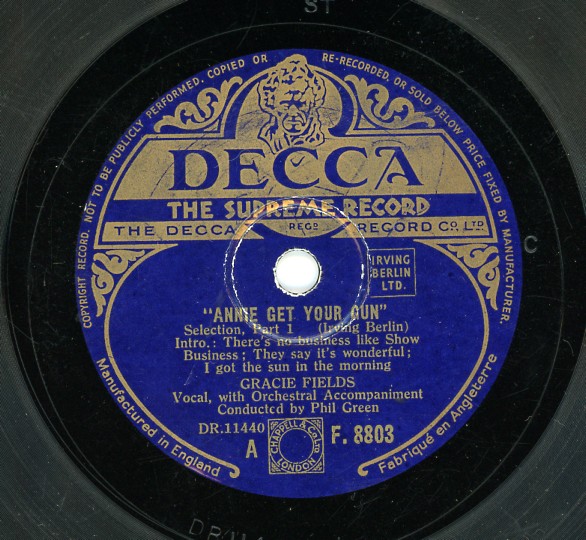 ST
COPYRIGHT RECORD. NOT TO BE PUBLICLY PERFORMED, COPIED OR RE-RECORDED, OR SOLD BELOW PRICE FIXED BY MANUFACTURER.
DECCA
THE SUPREME RECORD
THE DECCA REGD RECORD CO. LTD.
C
IRVING
BERLIN
LTD.
"ANNIE GET YOUR GUN"
Selection, Part 1 (Irving Berlin)
Intro.: There's no business like Show
Business; They say it's wonderful;
I got the sun in the morning
GRACIE FIELDS
Vocal, with Orchestral Accompaniment
Conducted by Phil Green
DR.11440
A
CHAPPELL & Co Ltd
LONDON
F. 8803
Manufactured in England
Fabriqué en Angleterre